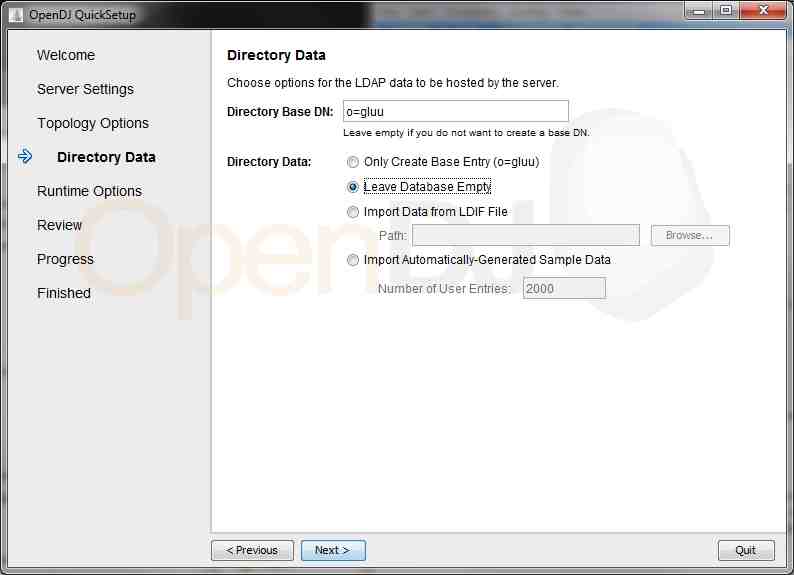 OpenDJ QuickSetup
Welcome
Server Settings
Topology Options
Directory Data
Runtime Options
Review
Progress
Finished
Directory Data
Choose options for the LDAP data to be hosted by the server.
Directory Base DN: o=gluu
Leave empty if you do not want to create a base DN.
Directory Data: Only Create Base Entry (o=gluu)
Leave Database Empty
Import Data from LDIF File
Path: Browse...
Import Automatically-Generated Sample Data
Number of User Entries: 2000
OpenDJ
< Previous Next > Quit